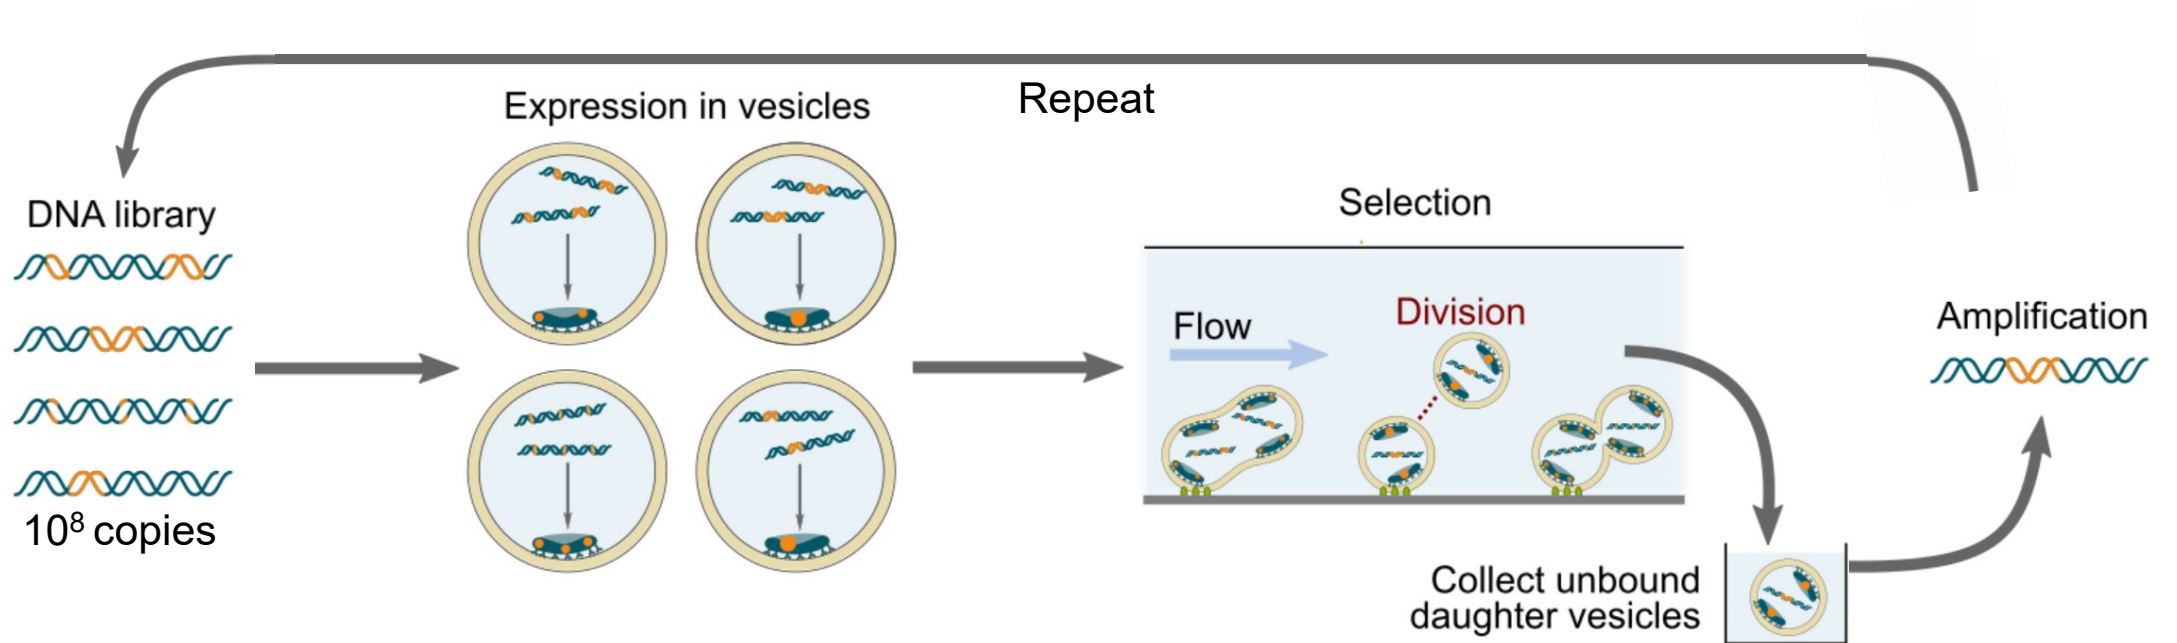 Repeat
Expression in vesicles
DNA library
10⁸ copies
Selection
Flow
Division
Amplification
Collect unbound
daughter vesicles